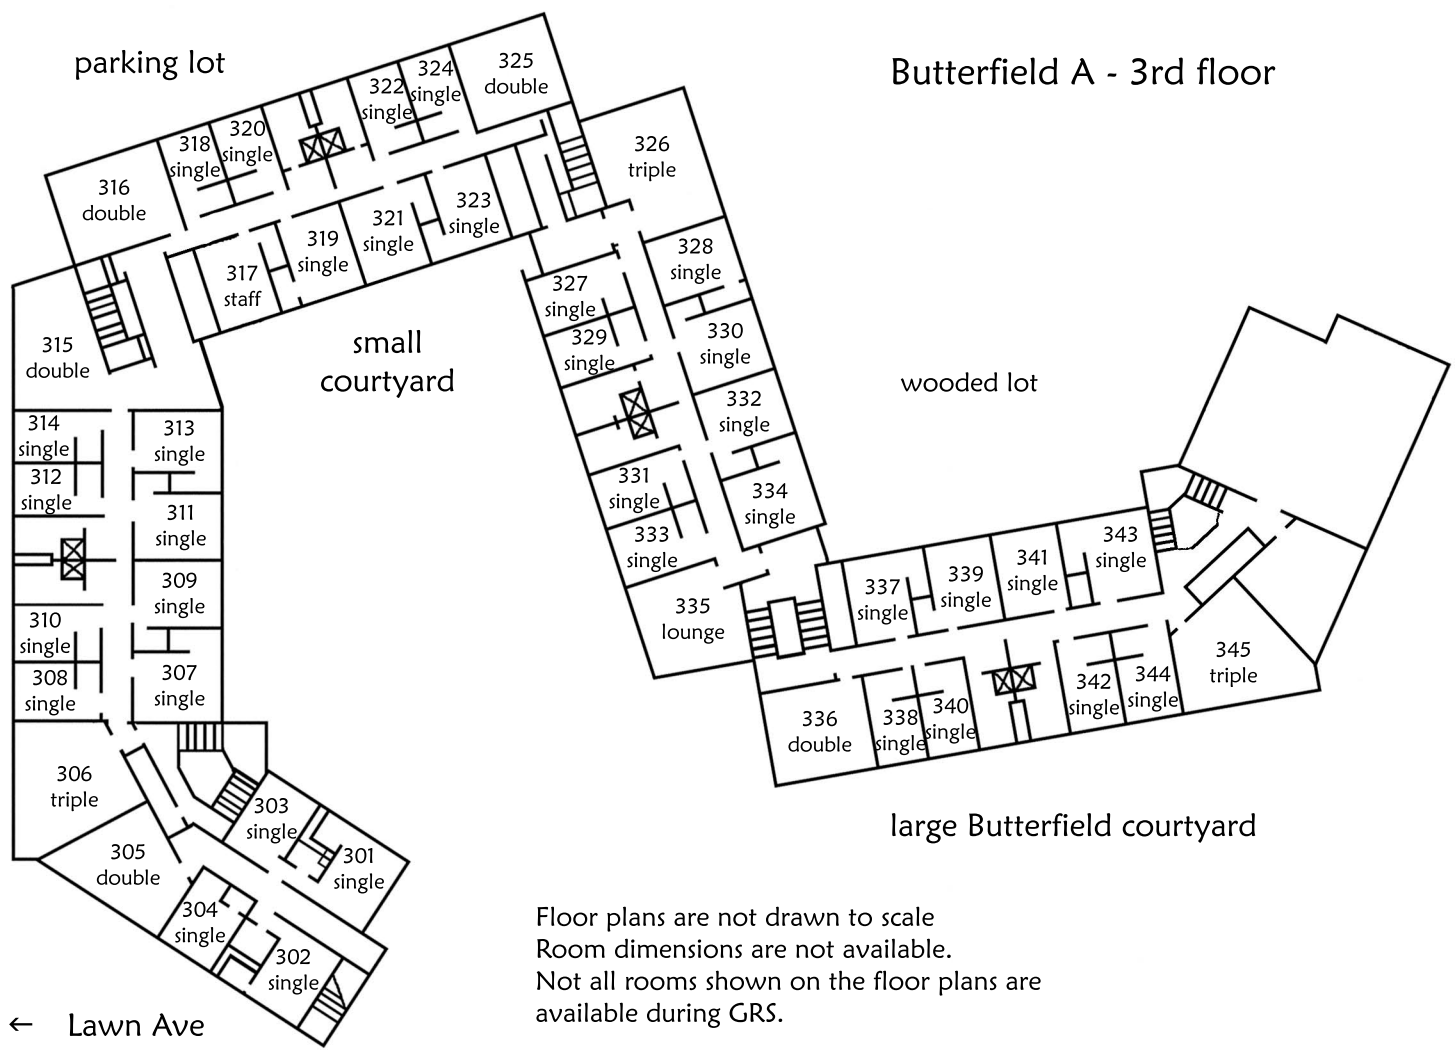 parking lot
Butterfield A - 3rd floor
325
double
324
single
322
single
320
single
318
single
316
double
326
triple
323
single
321
single
319
single
317
staff
328
single
327
single
315
double
small
courtyard
329
single
330
single
wooded lot
332
single
314
single
313
single
312
single
331
single
334
single
311
single
333
single
343
single
341
single
339
single
337
single
309
single
335
lounge
310
single
308
single
307
single
345
triple
342
single
344
single
336
double
338
single
340
single
306
triple
303
single
301
single
305
double
304
single
302
single
large Butterfield courtyard
Floor plans are not drawn to scale
Room dimensions are not available.
Not all rooms shown on the floor plans are
available during GRS.
← Lawn Ave